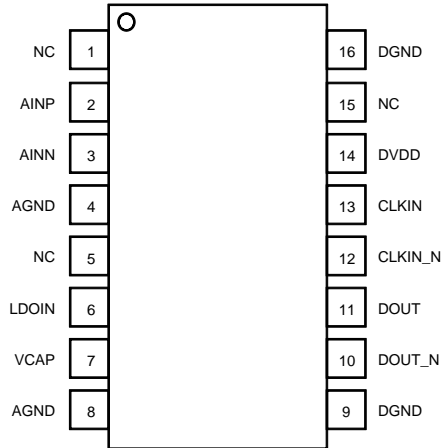 NC 1 16 DGND
AINP 2 15 NC
AINN 3 14 DVDD
AGND 4 13 CLKIN
NC 5 12 CLKIN_N
LDOIN 6 11 DOUT
VCAP 7 10 DOUT_N
AGND 8 9 DGND